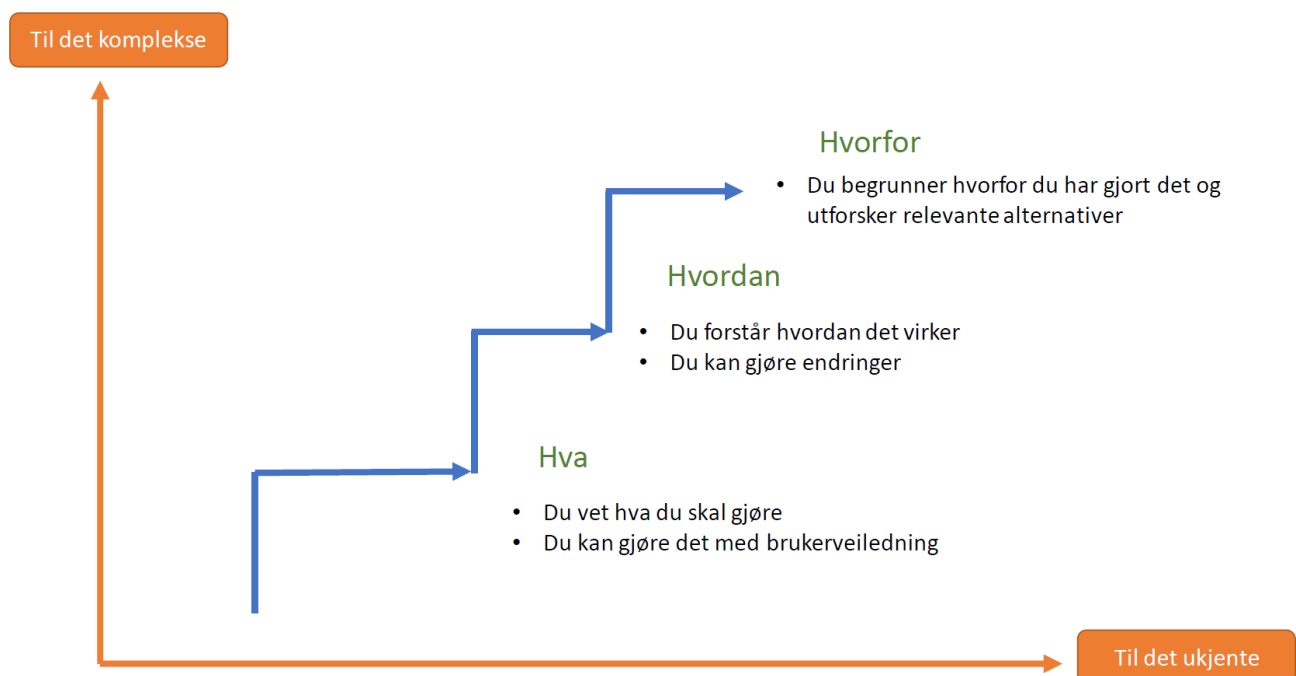 Til det komplekse
Hvorfor
• Du begrunner hvorfor du har gjort det og
utforsker relevante alternativer
Hvordan
• Du forstår hvordan det virker
• Du kan gjøre endringer
Hva
• Du vet hva du skal gjøre
• Du kan gjøre det med brukerveiledning
Til det ukjente